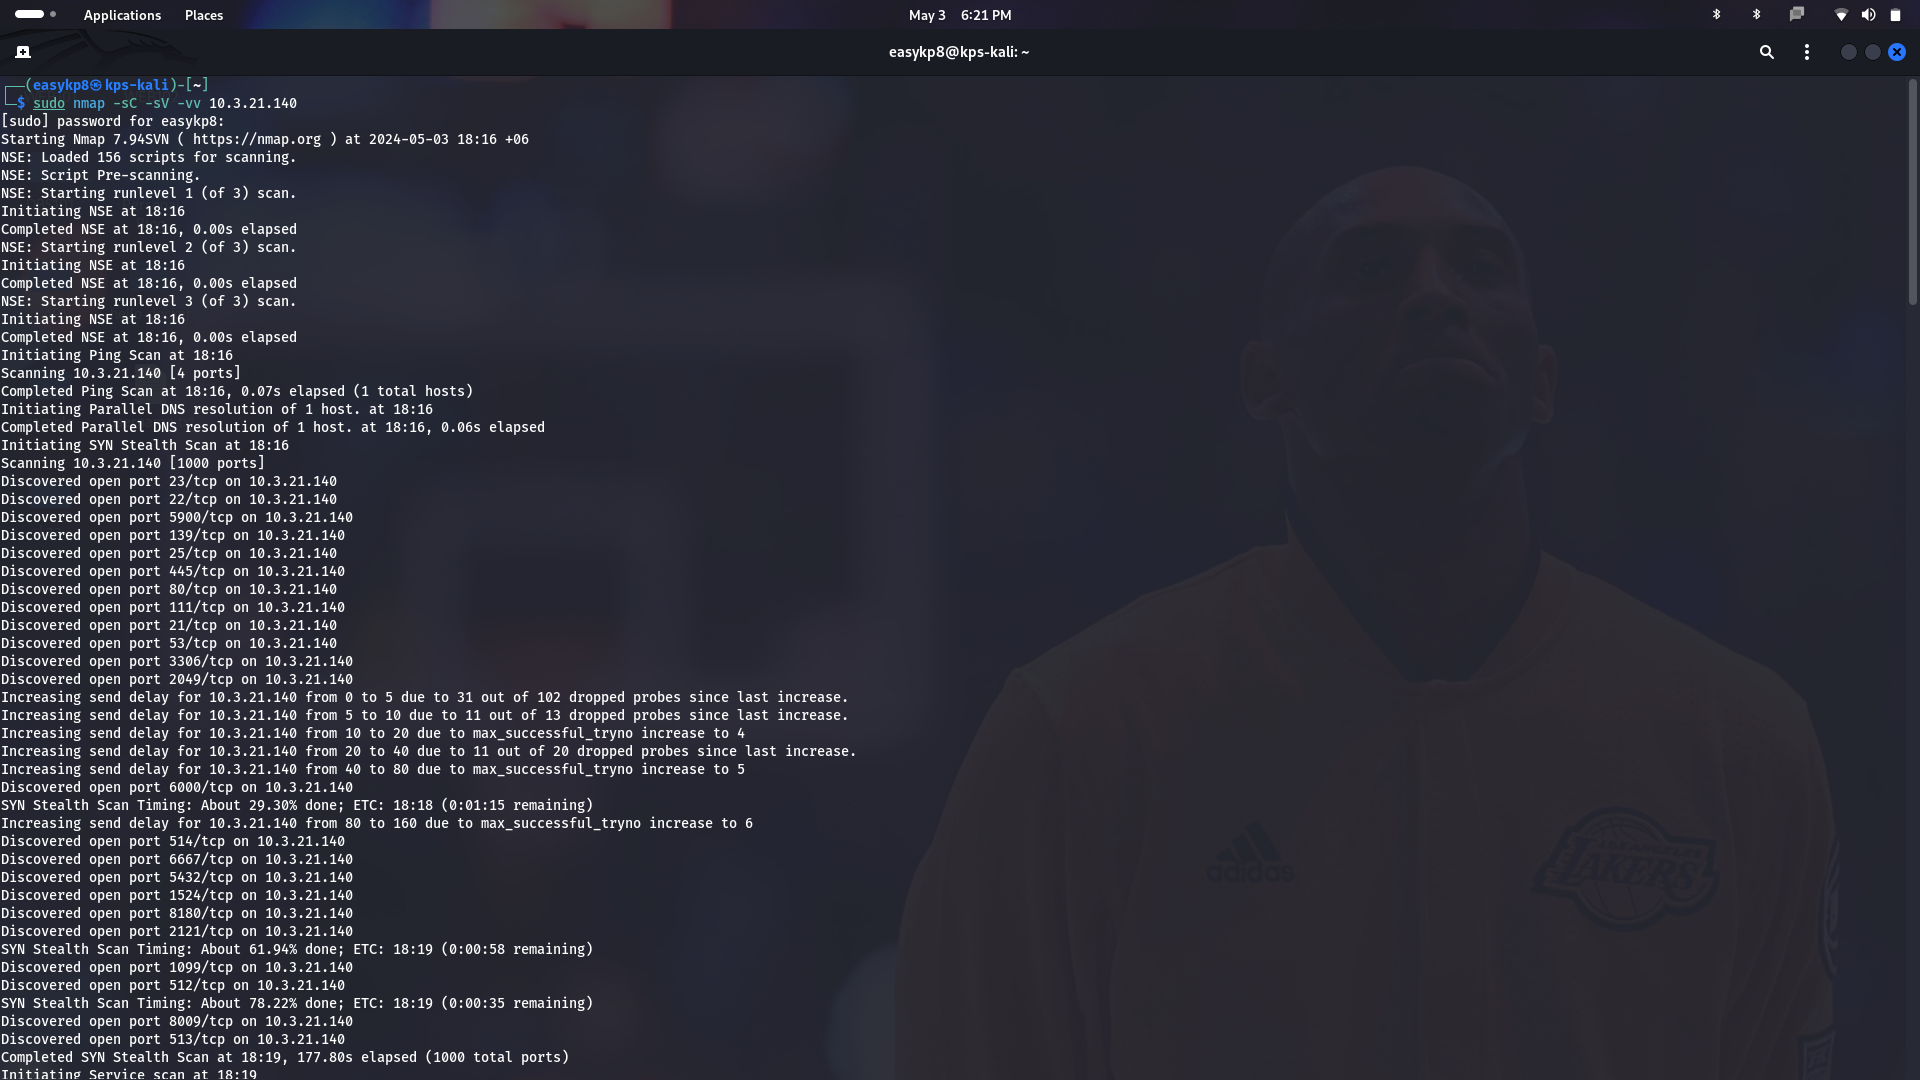 Applications Places May 3 6:21 PM
easykp8@kps-kali: ~
┌──(easykp8㉿kps-kali)-[~]
└─$ sudo nmap -sC -sV -vv 10.3.21.140
[sudo] password for easykp8:
Starting Nmap 7.94SVN ( https://nmap.org ) at 2024-05-03 18:16 +06
NSE: Loaded 156 scripts for scanning.
NSE: Script Pre-scanning.
NSE: Starting runlevel 1 (of 3) scan.
Initiating NSE at 18:16
Completed NSE at 18:16, 0.00s elapsed
NSE: Starting runlevel 2 (of 3) scan.
Initiating NSE at 18:16
Completed NSE at 18:16, 0.00s elapsed
NSE: Starting runlevel 3 (of 3) scan.
Initiating NSE at 18:16
Completed NSE at 18:16, 0.00s elapsed
Initiating Ping Scan at 18:16
Scanning 10.3.21.140 [4 ports]
Completed Ping Scan at 18:16, 0.07s elapsed (1 total hosts)
Initiating Parallel DNS resolution of 1 host. at 18:16
Completed Parallel DNS resolution of 1 host. at 18:16, 0.06s elapsed
Initiating SYN Stealth Scan at 18:16
Scanning 10.3.21.140 [1000 ports]
Discovered open port 23/tcp on 10.3.21.140
Discovered open port 22/tcp on 10.3.21.140
Discovered open port 5900/tcp on 10.3.21.140
Discovered open port 139/tcp on 10.3.21.140
Discovered open port 25/tcp on 10.3.21.140
Discovered open port 445/tcp on 10.3.21.140
Discovered open port 80/tcp on 10.3.21.140
Discovered open port 111/tcp on 10.3.21.140
Discovered open port 21/tcp on 10.3.21.140
Discovered open port 53/tcp on 10.3.21.140
Discovered open port 3306/tcp on 10.3.21.140
Discovered open port 2049/tcp on 10.3.21.140
Increasing send delay for 10.3.21.140 from 0 to 5 due to 31 out of 102 dropped probes since last increase.
Increasing send delay for 10.3.21.140 from 5 to 10 due to 11 out of 13 dropped probes since last increase.
Increasing send delay for 10.3.21.140 from 10 to 20 due to max_successful_tryno increase to 4
Increasing send delay for 10.3.21.140 from 20 to 40 due to 11 out of 20 dropped probes since last increase.
Increasing send delay for 10.3.21.140 from 40 to 80 due to max_successful_tryno increase to 5
Discovered open port 6000/tcp on 10.3.21.140
SYN Stealth Scan Timing: About 29.30% done; ETC: 18:18 (0:01:15 remaining)
Increasing send delay for 10.3.21.140 from 80 to 160 due to max_successful_tryno increase to 6
Discovered open port 514/tcp on 10.3.21.140
Discovered open port 6667/tcp on 10.3.21.140
Discovered open port 5432/tcp on 10.3.21.140
Discovered open port 1524/tcp on 10.3.21.140
Discovered open port 8180/tcp on 10.3.21.140
Discovered open port 2121/tcp on 10.3.21.140
SYN Stealth Scan Timing: About 61.94% done; ETC: 18:19 (0:00:58 remaining)
Discovered open port 1099/tcp on 10.3.21.140
Discovered open port 512/tcp on 10.3.21.140
SYN Stealth Scan Timing: About 78.22% done; ETC: 18:19 (0:00:35 remaining)
Discovered open port 8009/tcp on 10.3.21.140
Discovered open port 513/tcp on 10.3.21.140
Completed SYN Stealth Scan at 18:19, 177.80s elapsed (1000 total ports)
Initiating Service scan at 18:19
adidas
LAKERS